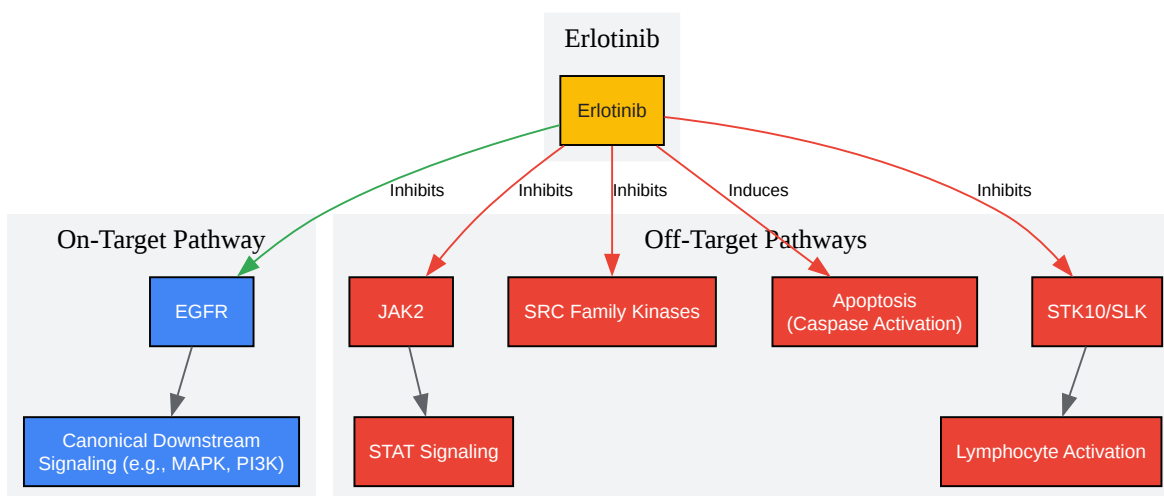 Erlotinib
Erlotinib
Inhibits
Inhibits
Inhibits
Induces
Inhibits
On-Target Pathway
Off-Target Pathways
EGFR
JAK2
SRC Family Kinases
Apoptosis
(Caspase Activation)
STK10/SLK
Canonical Downstream
Signaling (e.g., MAPK, PI3K)
STAT Signaling
Lymphocyte Activation